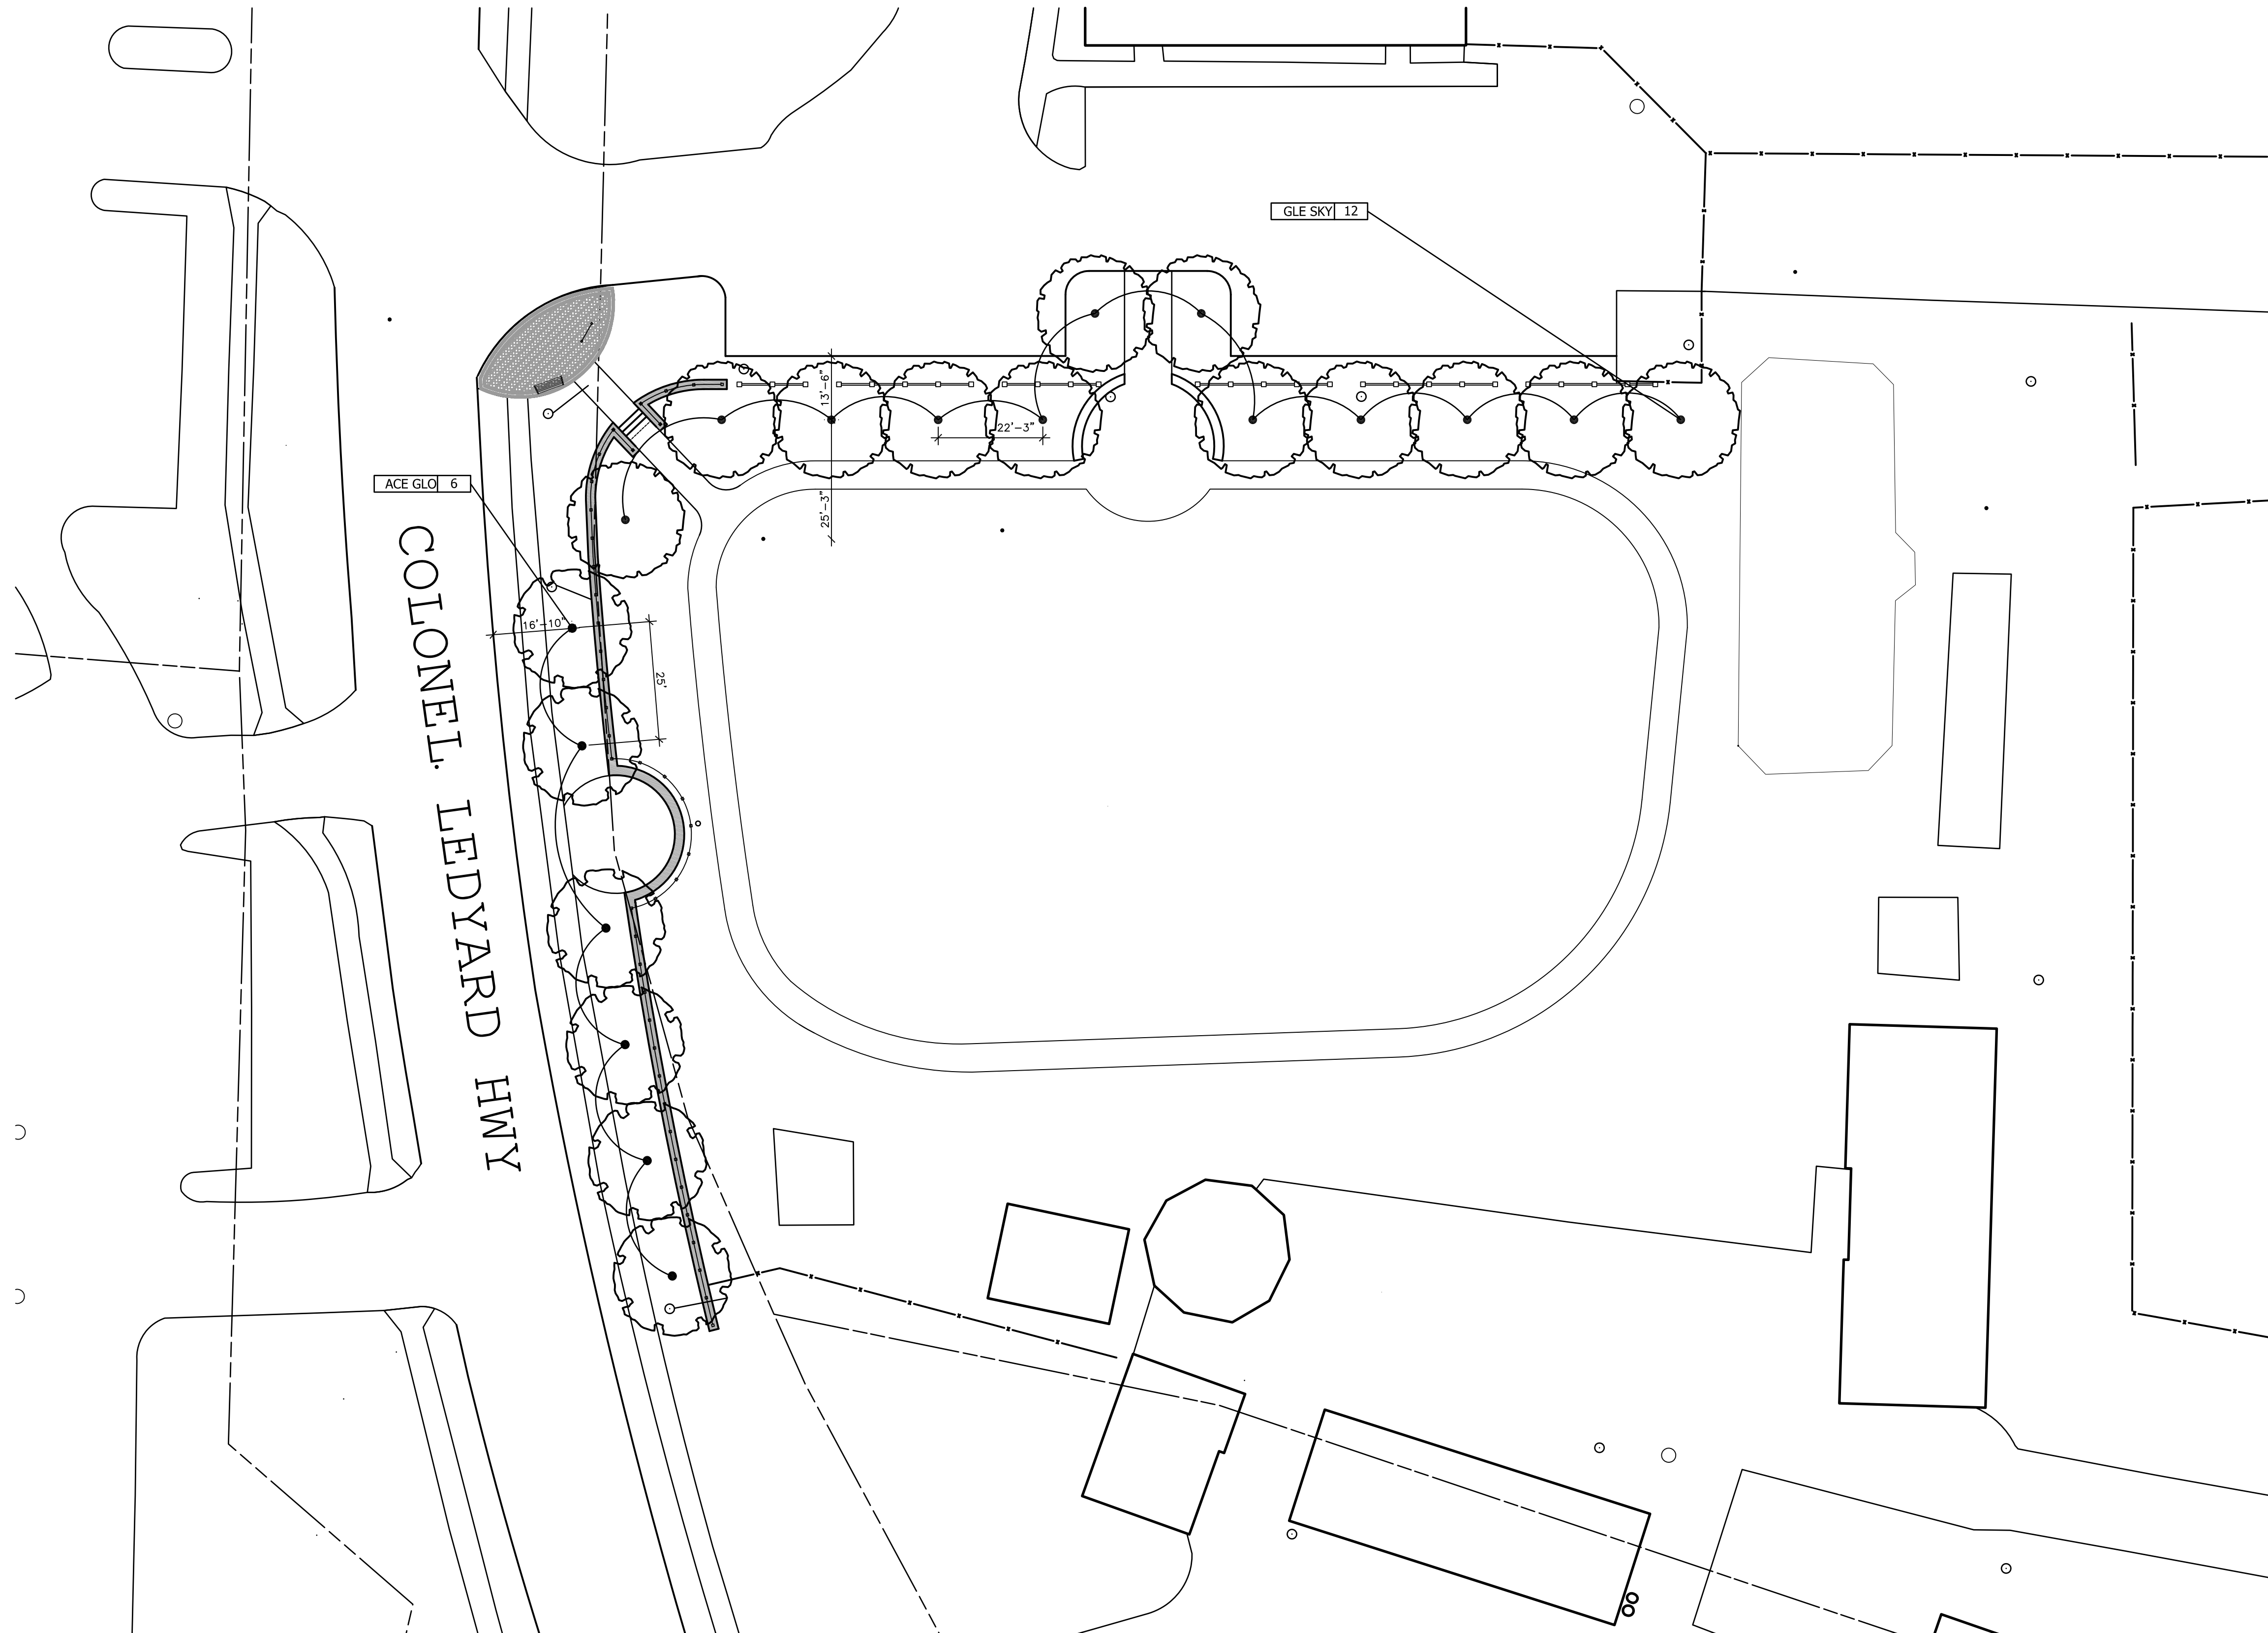 GLE SKY 12
13'-6"
22'-3"
ACE GLO 6
25'-3"
16'-10"
25'
COLONEL LEDYARD HWY